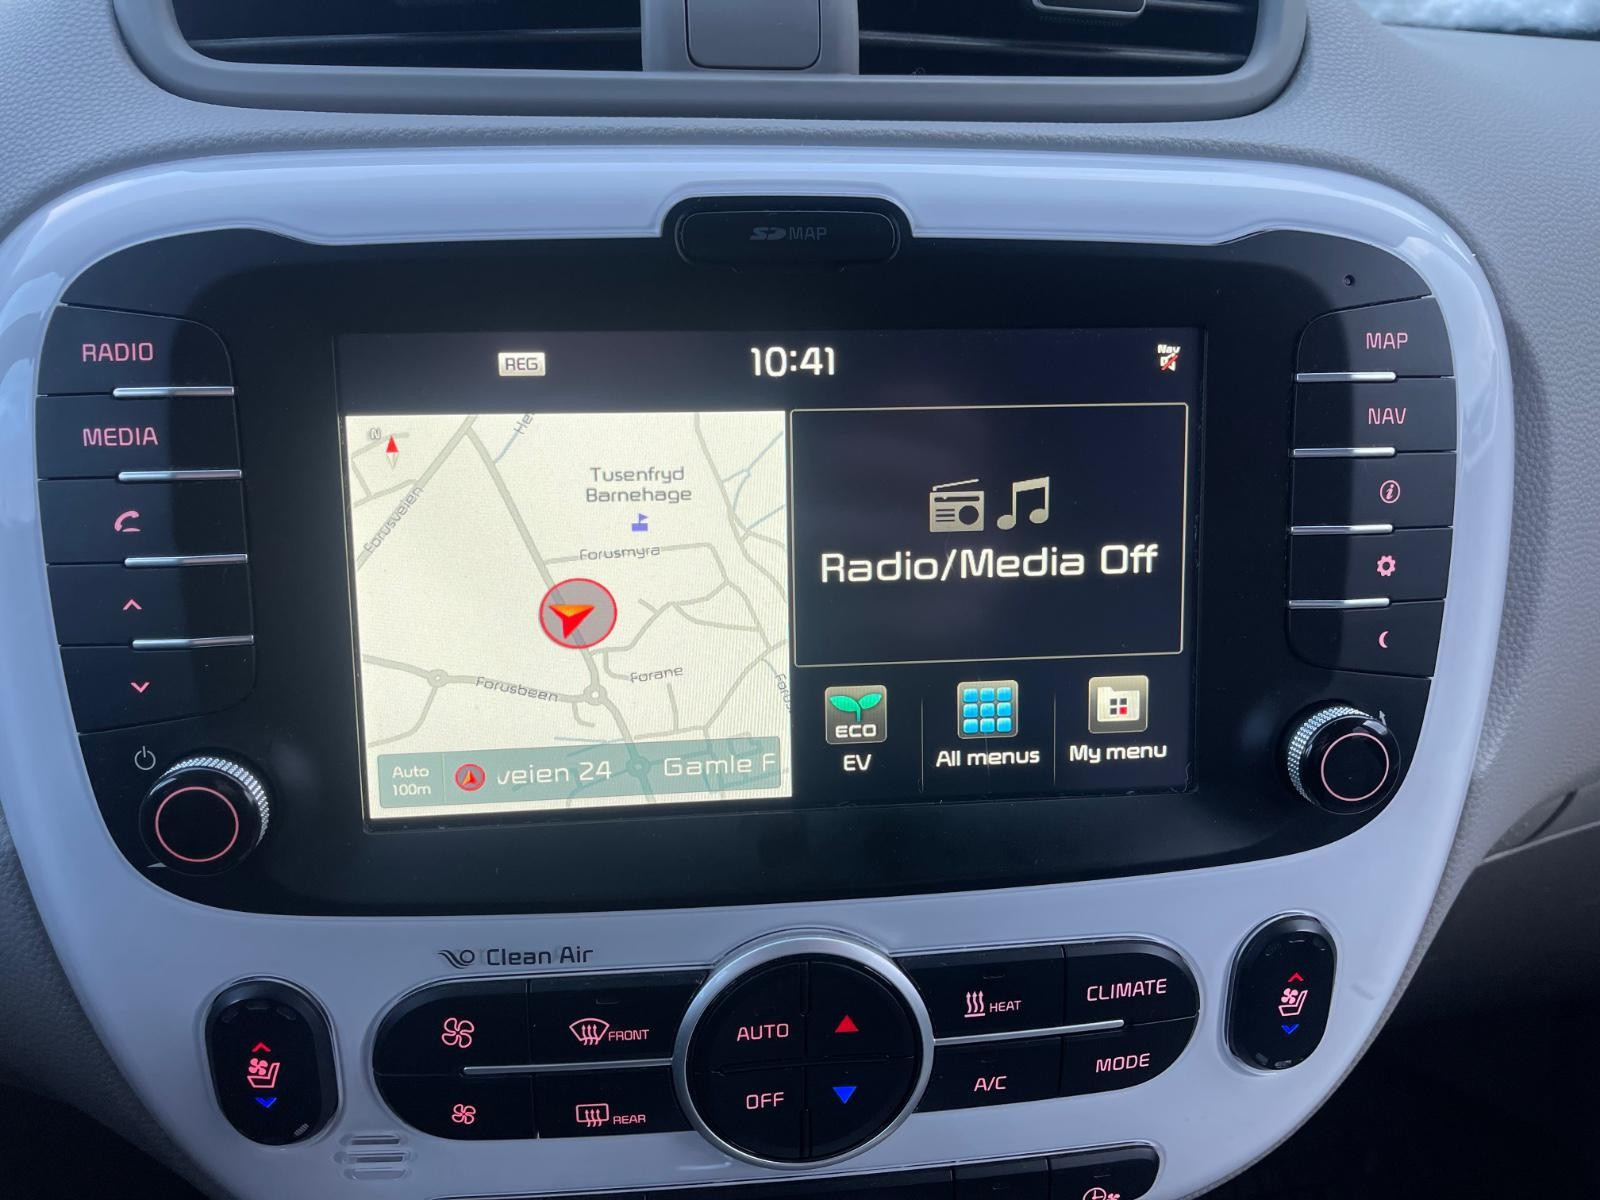 SD MAP
RADIO
MEDIA
MAP
NAV
REG
10:41
Nav
N
Tusenfryd
Barnehage
Forusveien
Forusmyra
Forusbeen
Forane
Auto
100m
veien 24
Gamle F
Radio/Media Off
ECO
EV
All menus
My menu
Clean Air
FRONT
REAR
AUTO
OFF
HEAT
A/C
CLIMATE
MODE